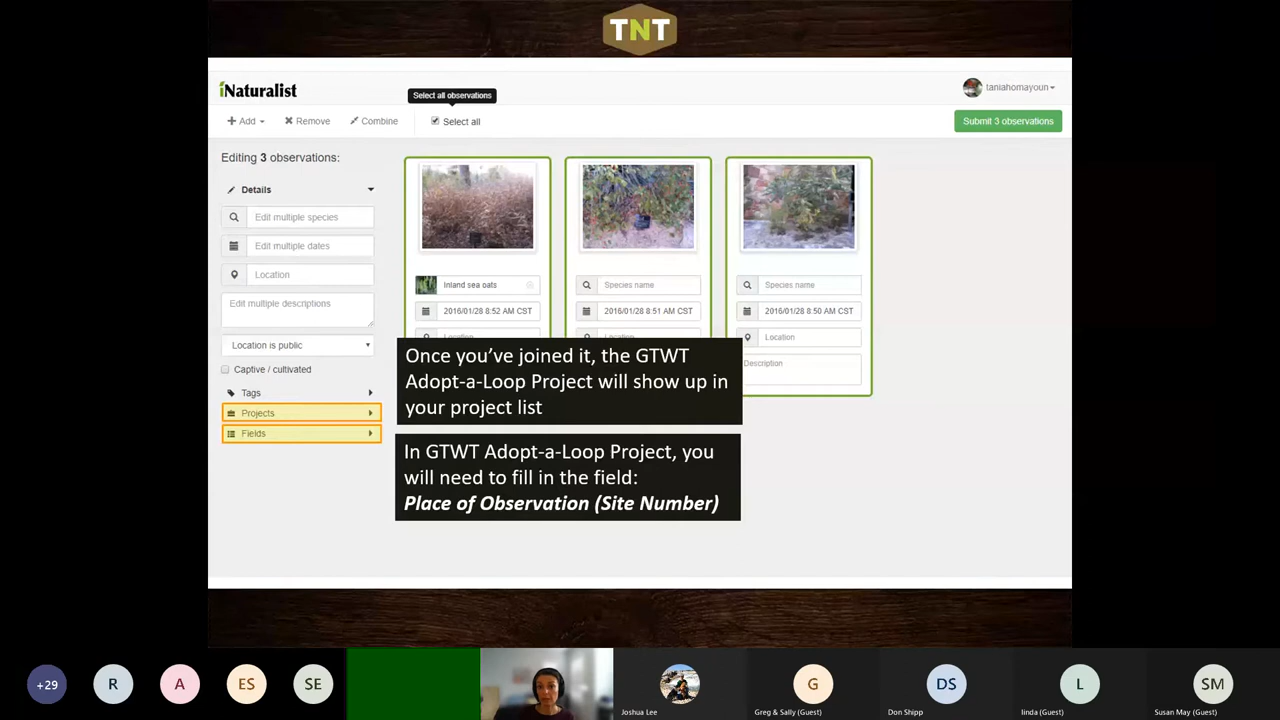 TNT
iNaturalist
Select all observations
taniahomayoun
Add
Remove
Combine
Select all
Submit 3 observations
Editing 3 observations:
Details
Edit multiple species
Edit multiple dates
Location
Edit multiple descriptions
Location is public
Captive / cultivated
Tags
Projects
Fields
Inland sea oats
Species name
Species name
2016/01/28 8:52 AM CST
2016/01/28 8:51 AM CST
2016/01/28 8:50 AM CST
Location
Location
Location
Description
Once you've joined it, the GTWT
Adopt-a-Loop Project will show up in
your project list
In GTWT Adopt-a-Loop Project, you
will need to fill in the field:
Place of Observation (Site Number)
+29
R
A
ES
SE
G
DS
L
SM
Joshua Lee
Greg & Sally (Guest)
Don Shipp
linda (Guest)
Susan May (Guest)